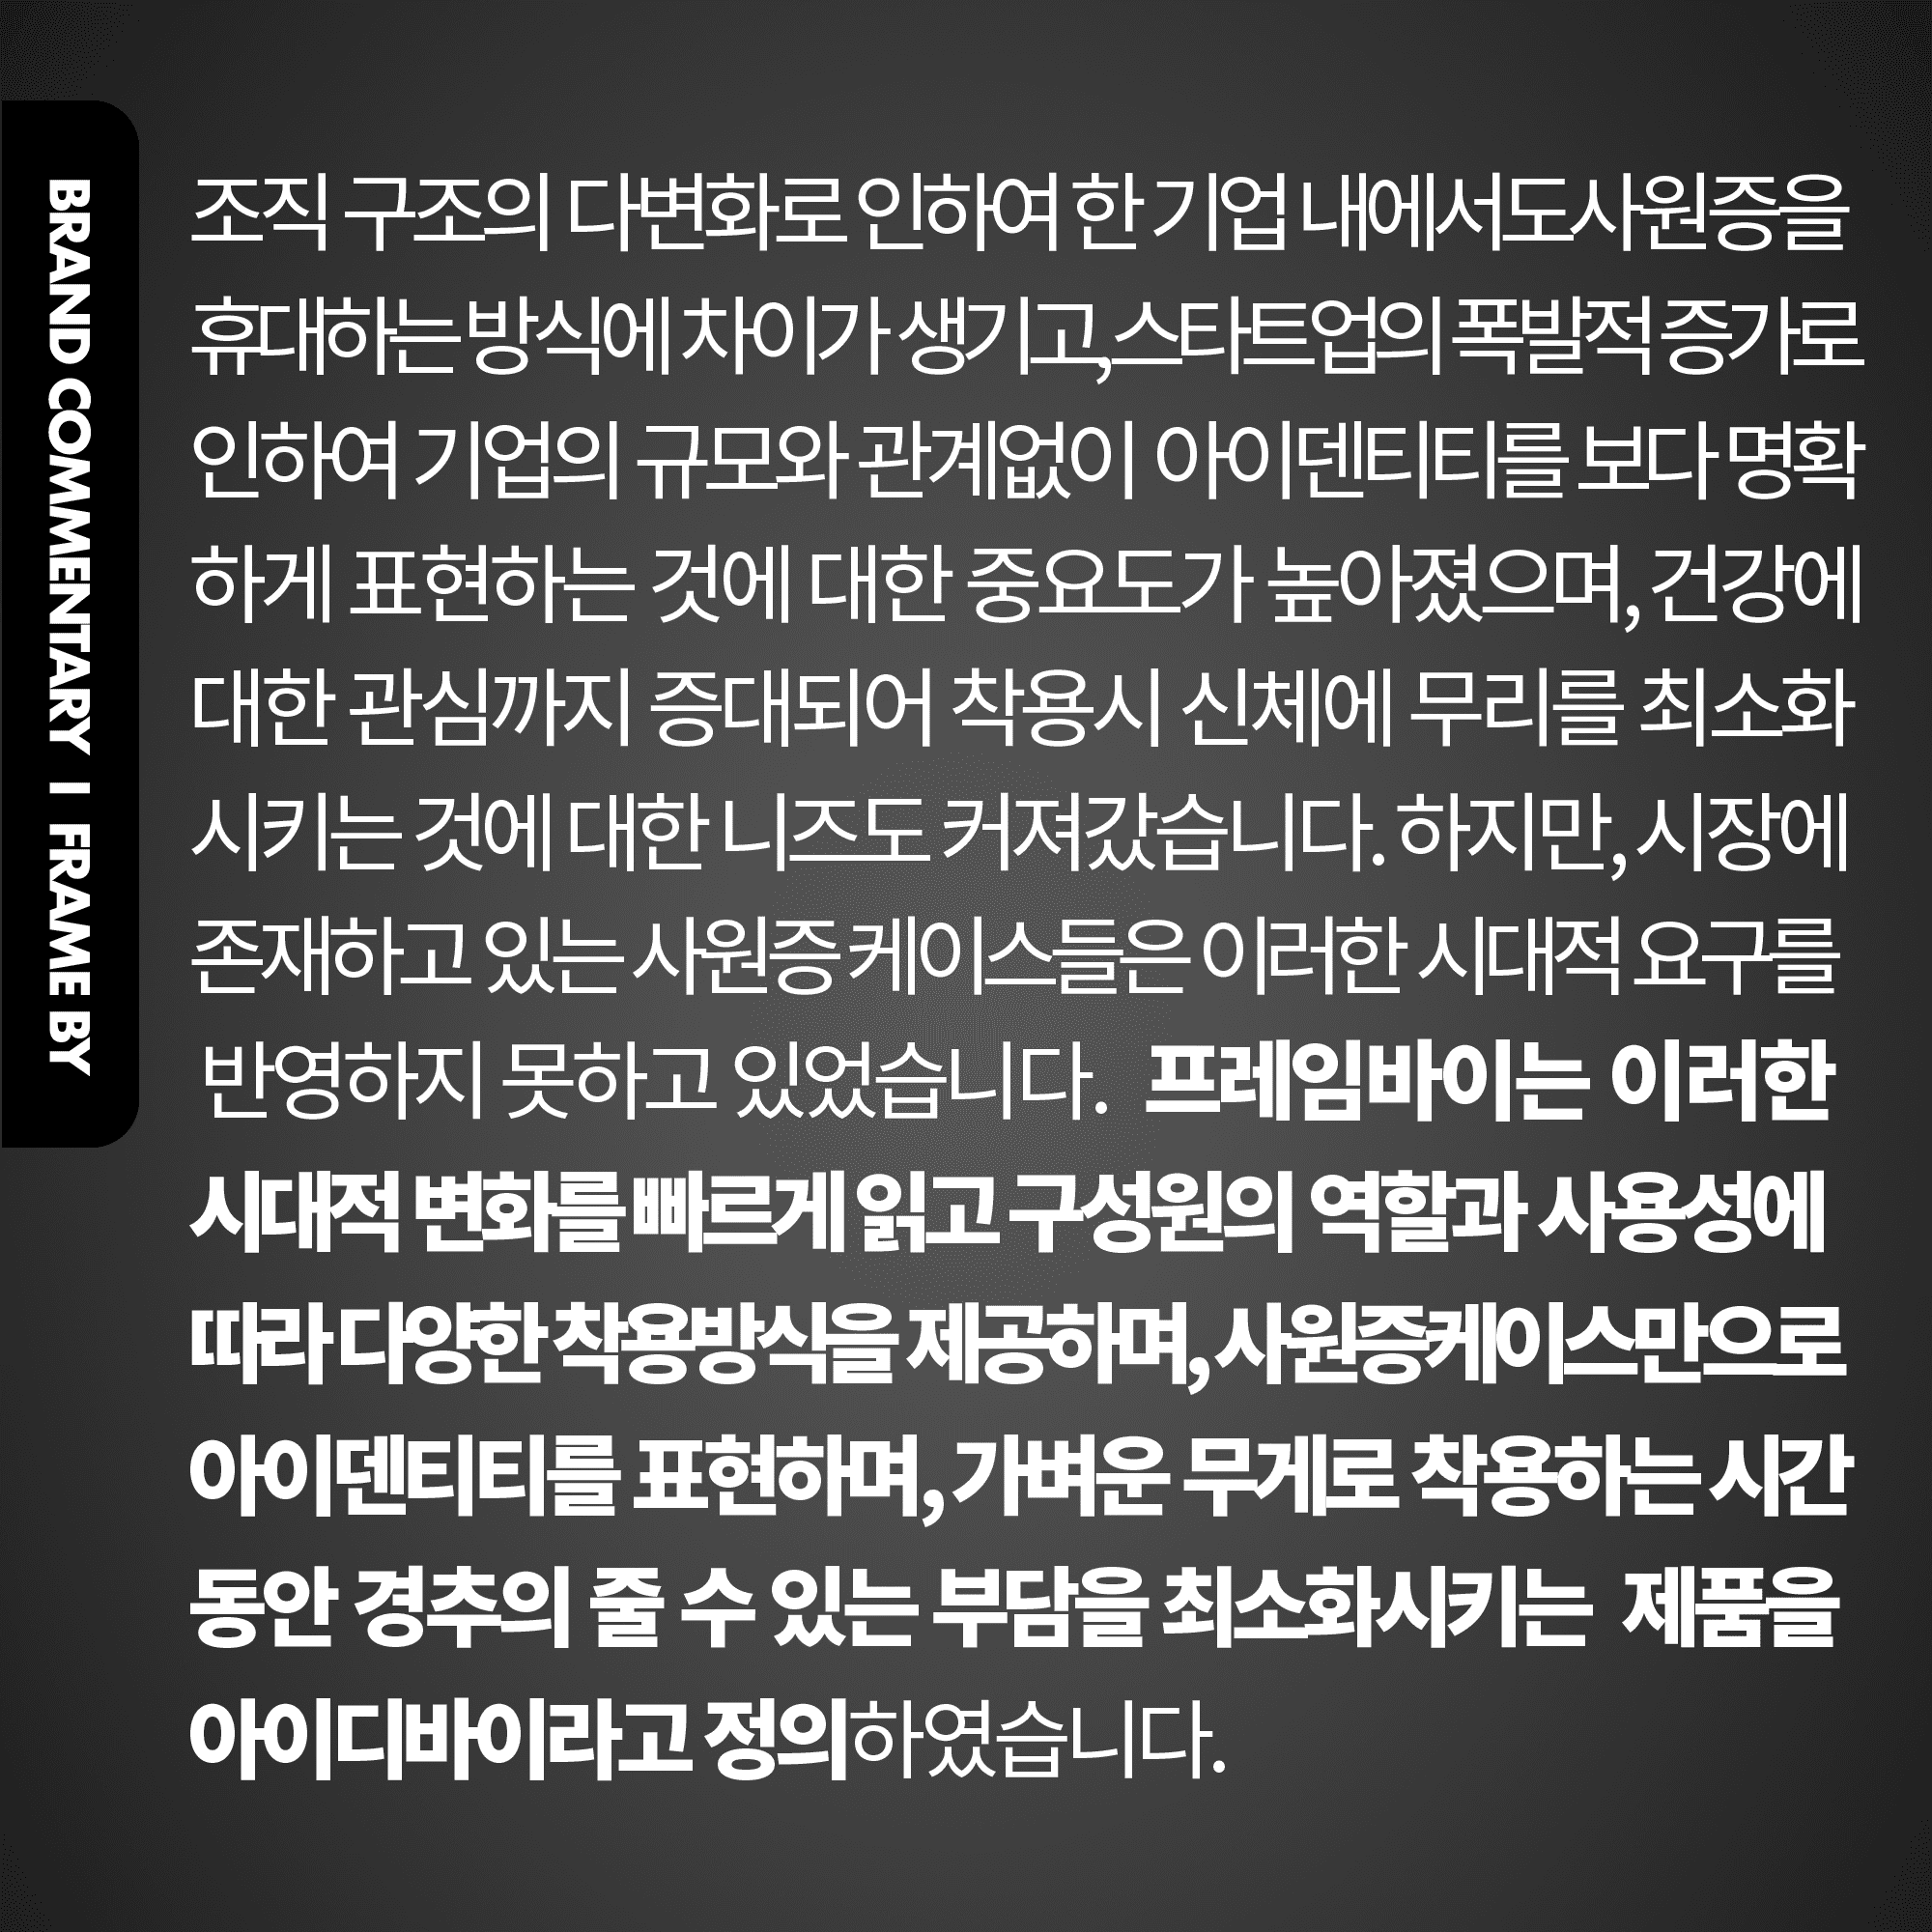 BRAND COMMENTARY I FRAME BY
조직 구조의 다변화로 인하여 한 기업 내에서도사원증을
휴대하는 방식에 차이가 생기고,스타트업의 폭발적 증가로
인하여 기업의 규모와 관계없이 아이덴티티를 보다 명확
하게 표현하는 것에 대한 중요도가 높아졌으며, 건강에
대한 관심까지 증대되어 착용시 신체에 무리를 최소화
시키는 것에 대한 니즈도 커져갔습니다. 하지만, 시장에
존재하고 있는 사원증 케이스들은 이러한 시대적 요구를
반영하지 못하고 있었습니다. 프레임바이는 이러한
시대적 변화를 빠르게 읽고 구성원의 역할과 사용성에
따라 다양한 착용방식을 제공하며, 사원증케이스만으로
아이덴티티를 표현하며, 가벼운 무게로 착용하는 시간
동안 경추의 줄 수 있는 부담을 최소화시키는 제품을
아이디바이라고 정의하였습니다.